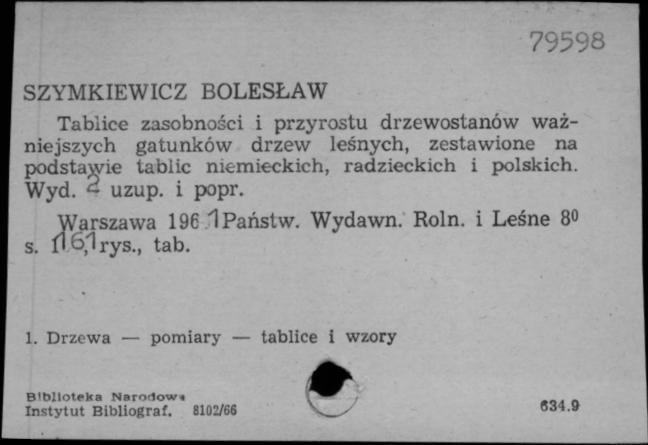 79598
SZYMKIEWICZ BOLESŁAW
Tablice zasobności i przyrostu drzewostanów waż-
niejszych gatunków drzew leśnych, zestawione na
podstawie tablic niemieckich, radzieckich i polskich.
Wyd. 2 uzup. i popr.
Warszawa 1961 Państw. Wydawn. Roln. i Leśne 8⁰
s. rys., tab.
1. Drzewa — pomiary — tablice i wzory
Biblioteka Narodowa
Instytut Bibliograf. 8102/66
634.9